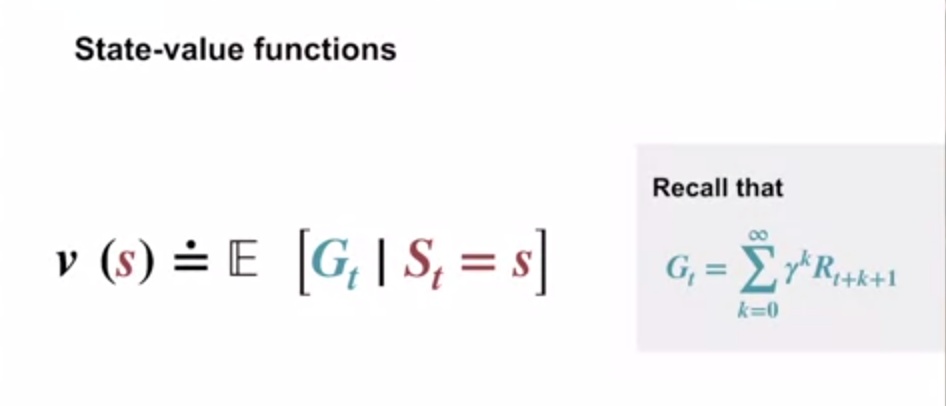 State-value functions
Recall that
v (s) ≐ 𝔼 [G_t | S_t = s]
G_t = ∑_{k=0}^{∞} γ^k R_{t+k+1}